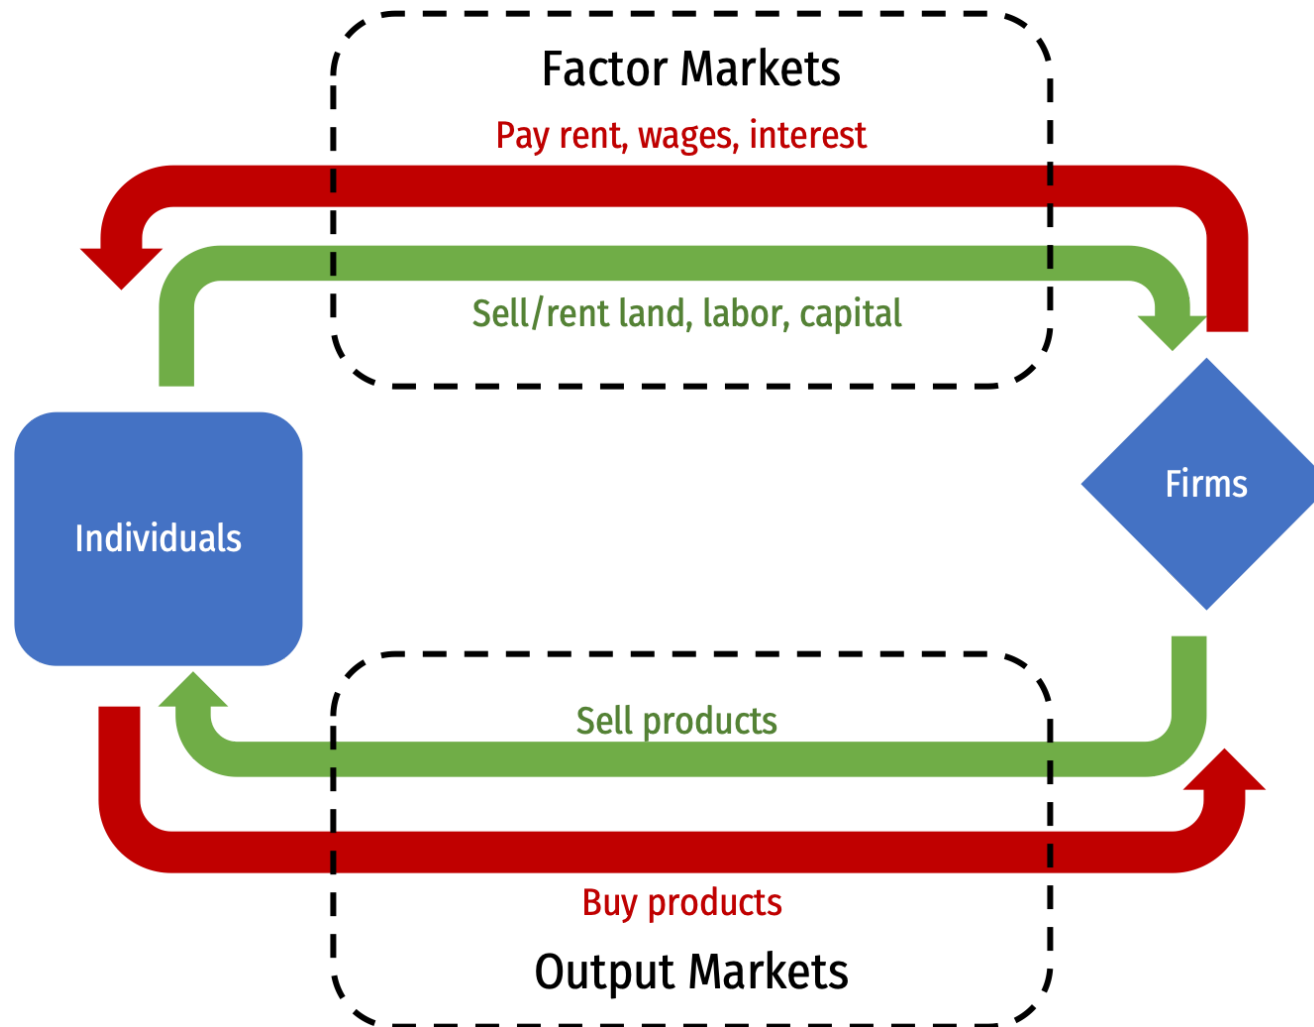 Factor Markets
Pay rent, wages, interest
Sell/rent land, labor, capital
Firms
Individuals
Sell products
Buy products
Output Markets